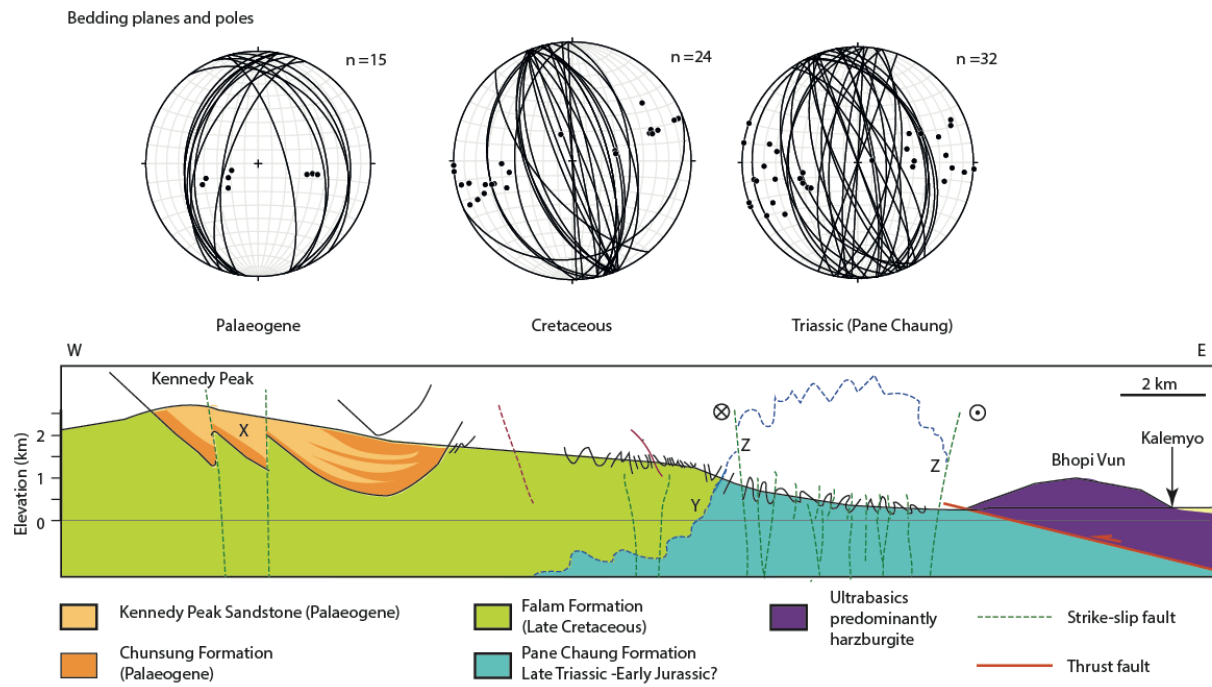 Bedding planes and poles
n =15
n =24
n =32
Palaeogene
Cretaceous
Triassic (Pane Chaung)
W
E
Kennedy Peak
2 km
X
Z
Z
Kalemyo
Bhopi Vun
Y
Elevation (km)
2
1
0
Kennedy Peak Sandstone (Palaeogene)
Chunsung Formation
(Palaeogene)
Falam Formation
(Late Cretaceous)
Pane Chaung Formation
Late Triassic -Early Jurassic?
Ultrabasics
predominantly
harzburgite
Strike-slip fault
Thrust fault